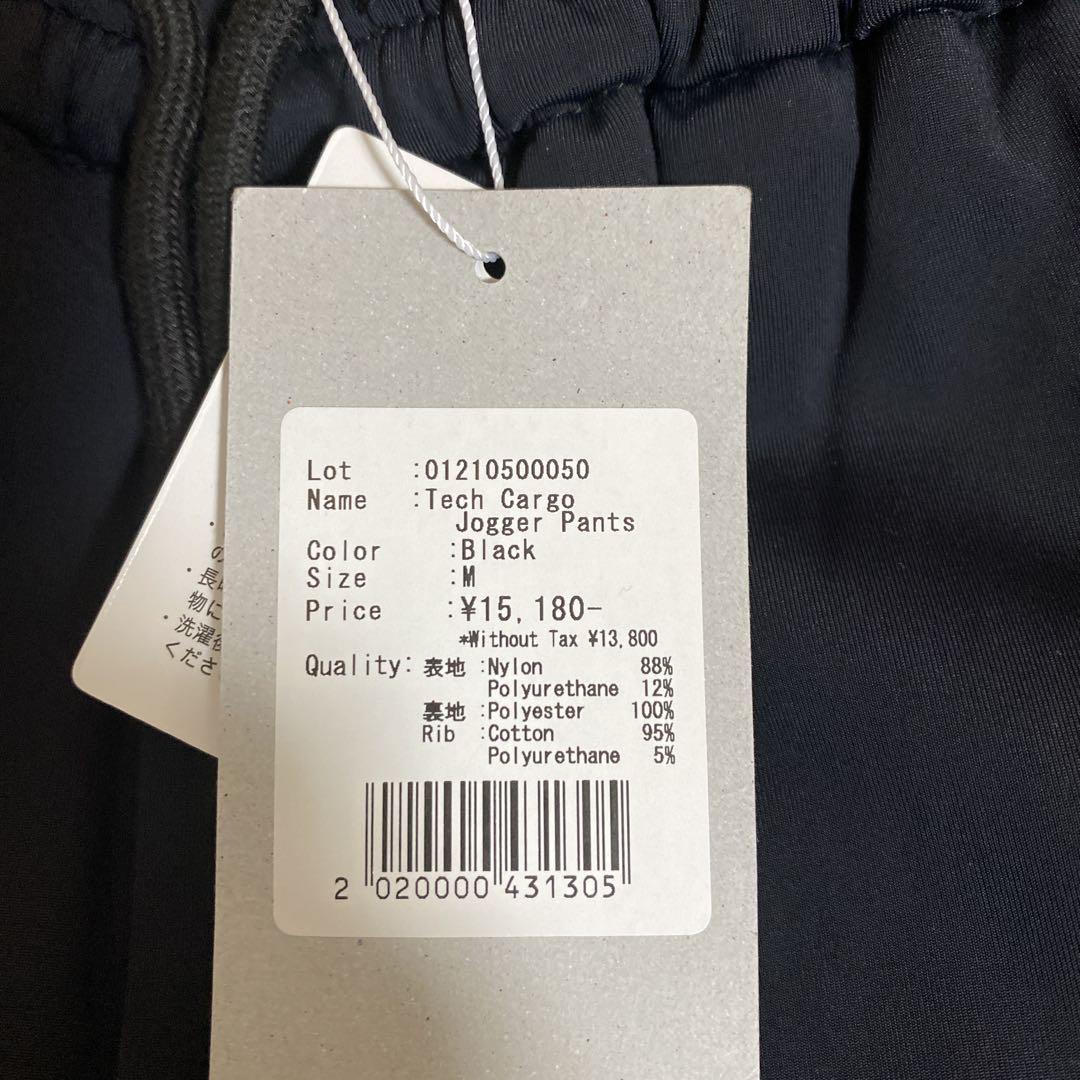 Lot :01210500050
Name :Tech Cargo
Jogger Pants
Color :Black
Size :M
Price :¥15,180-
*Without Tax ¥13,800
Quality: 表地 :Nylon 88%
Polyurethane 12%
裏地 :Polyester 100%
Rib :Cotton 95%
Polyurethane 5%
2 020000 431305
・
の
・長
物に
・洗濯後
くださ